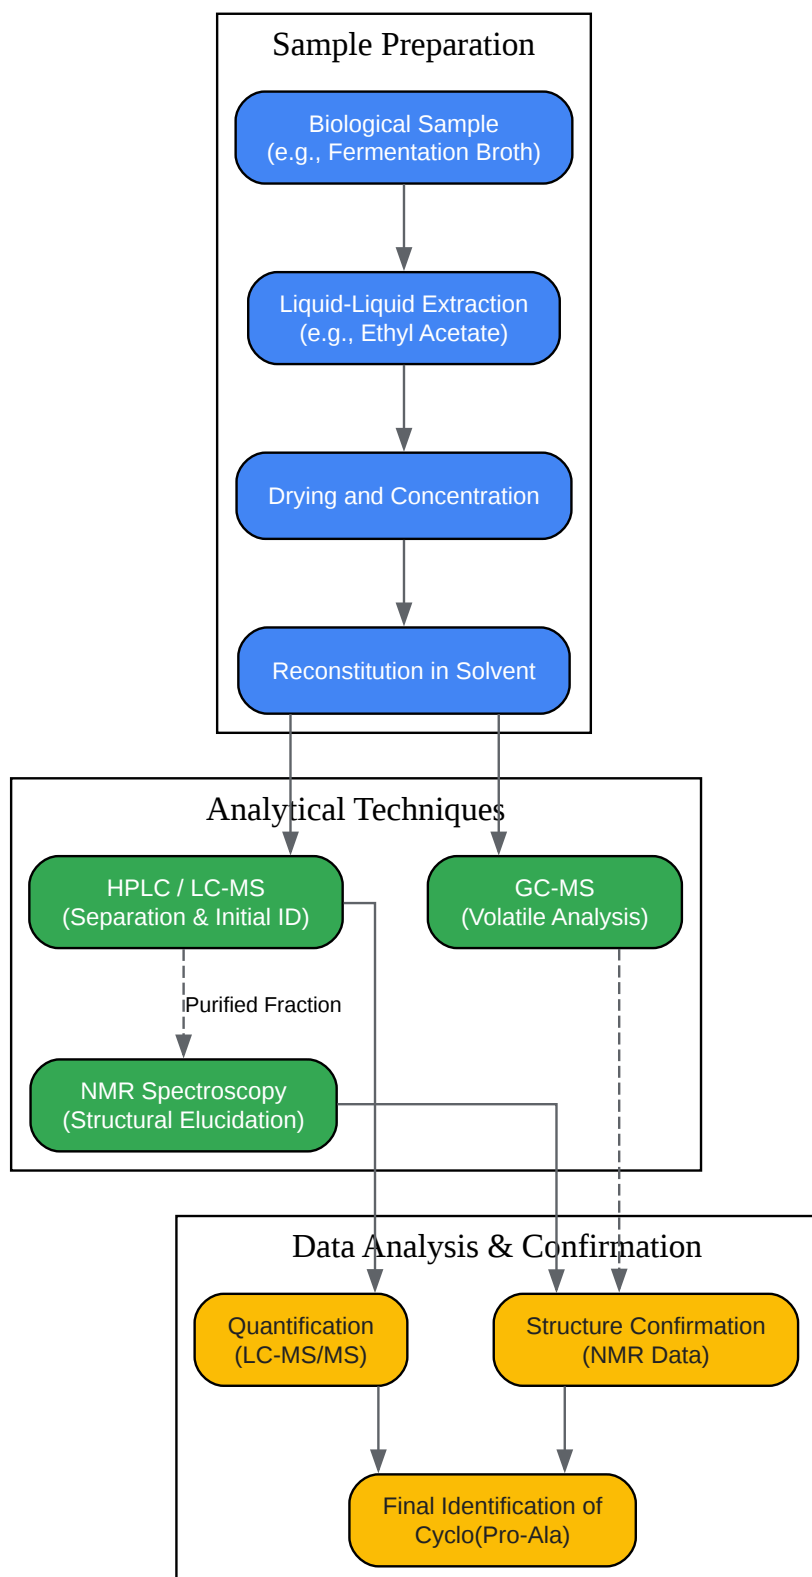 Sample Preparation
Biological Sample
(e.g., Fermentation Broth)
Liquid-Liquid Extraction
(e.g., Ethyl Acetate)
Drying and Concentration
Reconstitution in Solvent
Analytical Techniques
HPLC / LC-MS
(Separation & Initial ID)
GC-MS
(Volatile Analysis)
Purified Fraction
NMR Spectroscopy
(Structural Elucidation)
Data Analysis & Confirmation
Quantification
(LC-MS/MS)
Structure Confirmation
(NMR Data)
Final Identification of
Cyclo(Pro-Ala)